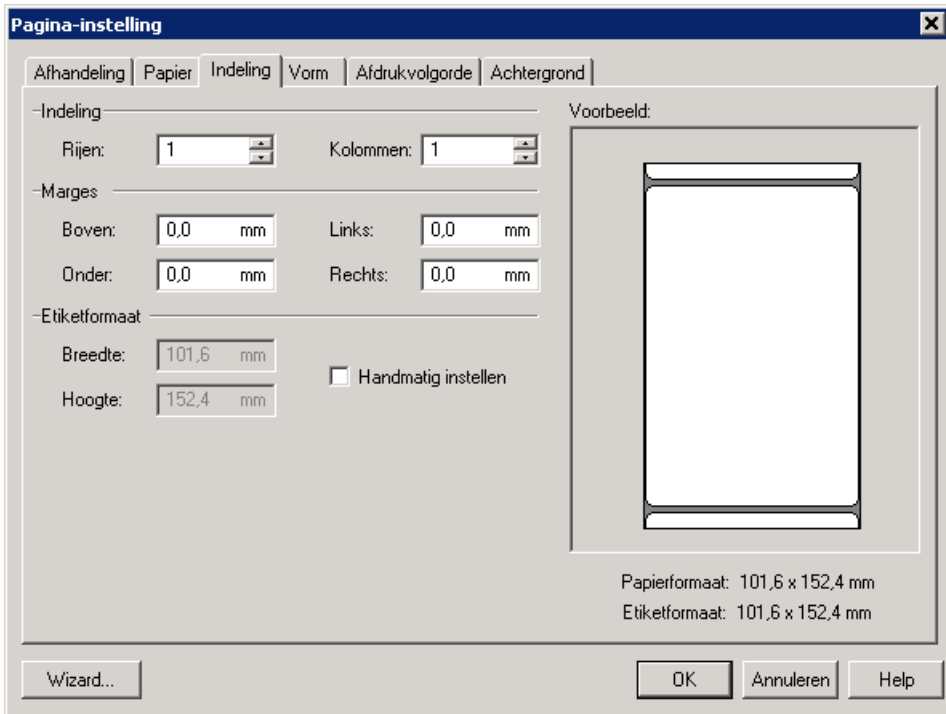 Pagina-instelling
Afhandeling Papier Indeling Vorm Afdrukvolgorde Achtergrond
Indeling
Rijen: 1 Kolommen: 1
Marges
Boven: 0,0 mm Links: 0,0 mm
Onder: 0,0 mm Rechts: 0,0 mm
Etiketformaat
Breedte: 101,6 mm
Handmatig instellen
Hoogte: 152,4 mm
Voorbeeld:
Papierformaat: 101,6 x 152,4 mm
Etiketformaat: 101,6 x 152,4 mm
Wizard... OK Annuleren Help